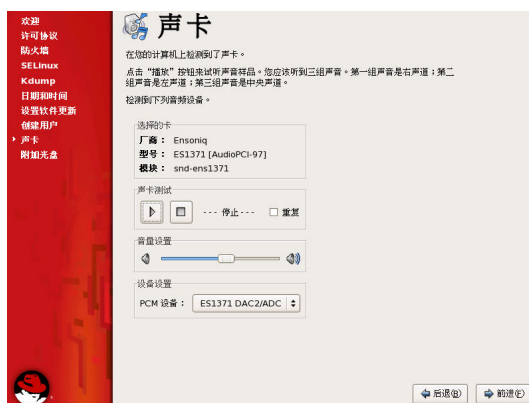 欢迎
许可协议
防火墙
SELinux
Kdump
日期和时间
设置软件更新
创建用户
声卡
附加光盘
声卡
在您的计算机上检测到了声卡。
点击“播放”按钮来试听声音样品。您应该听到三组声音。第一组声音是右声道；第二
组声音是左声道；第三组声音是中央声道。
检测到下列音频设备。
选择的卡
厂商： Ensoniq
型号： ES1371 [AudioPCI-97]
模块： snd-ens1371
声卡测试
--- 停止--- 重复
音量设置
设备设置
PCM 设备： ES1371 DAC2/ADC
后退(B) 前进(F)